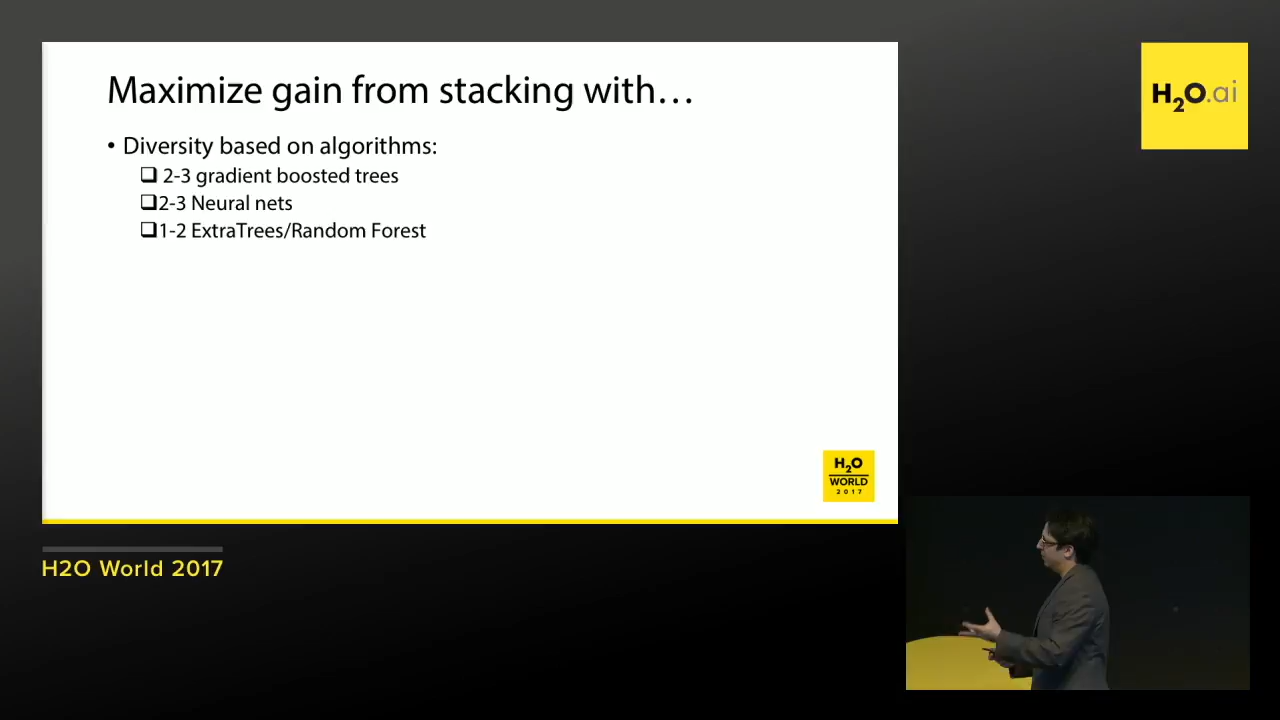 Maximize gain from stacking with…
• Diversity based on algorithms:
❑ 2-3 gradient boosted trees
❑2-3 Neural nets
❑1-2 ExtraTrees/Random Forest
H2O.ai
H2O
WORLD
2017
H2O World 2017